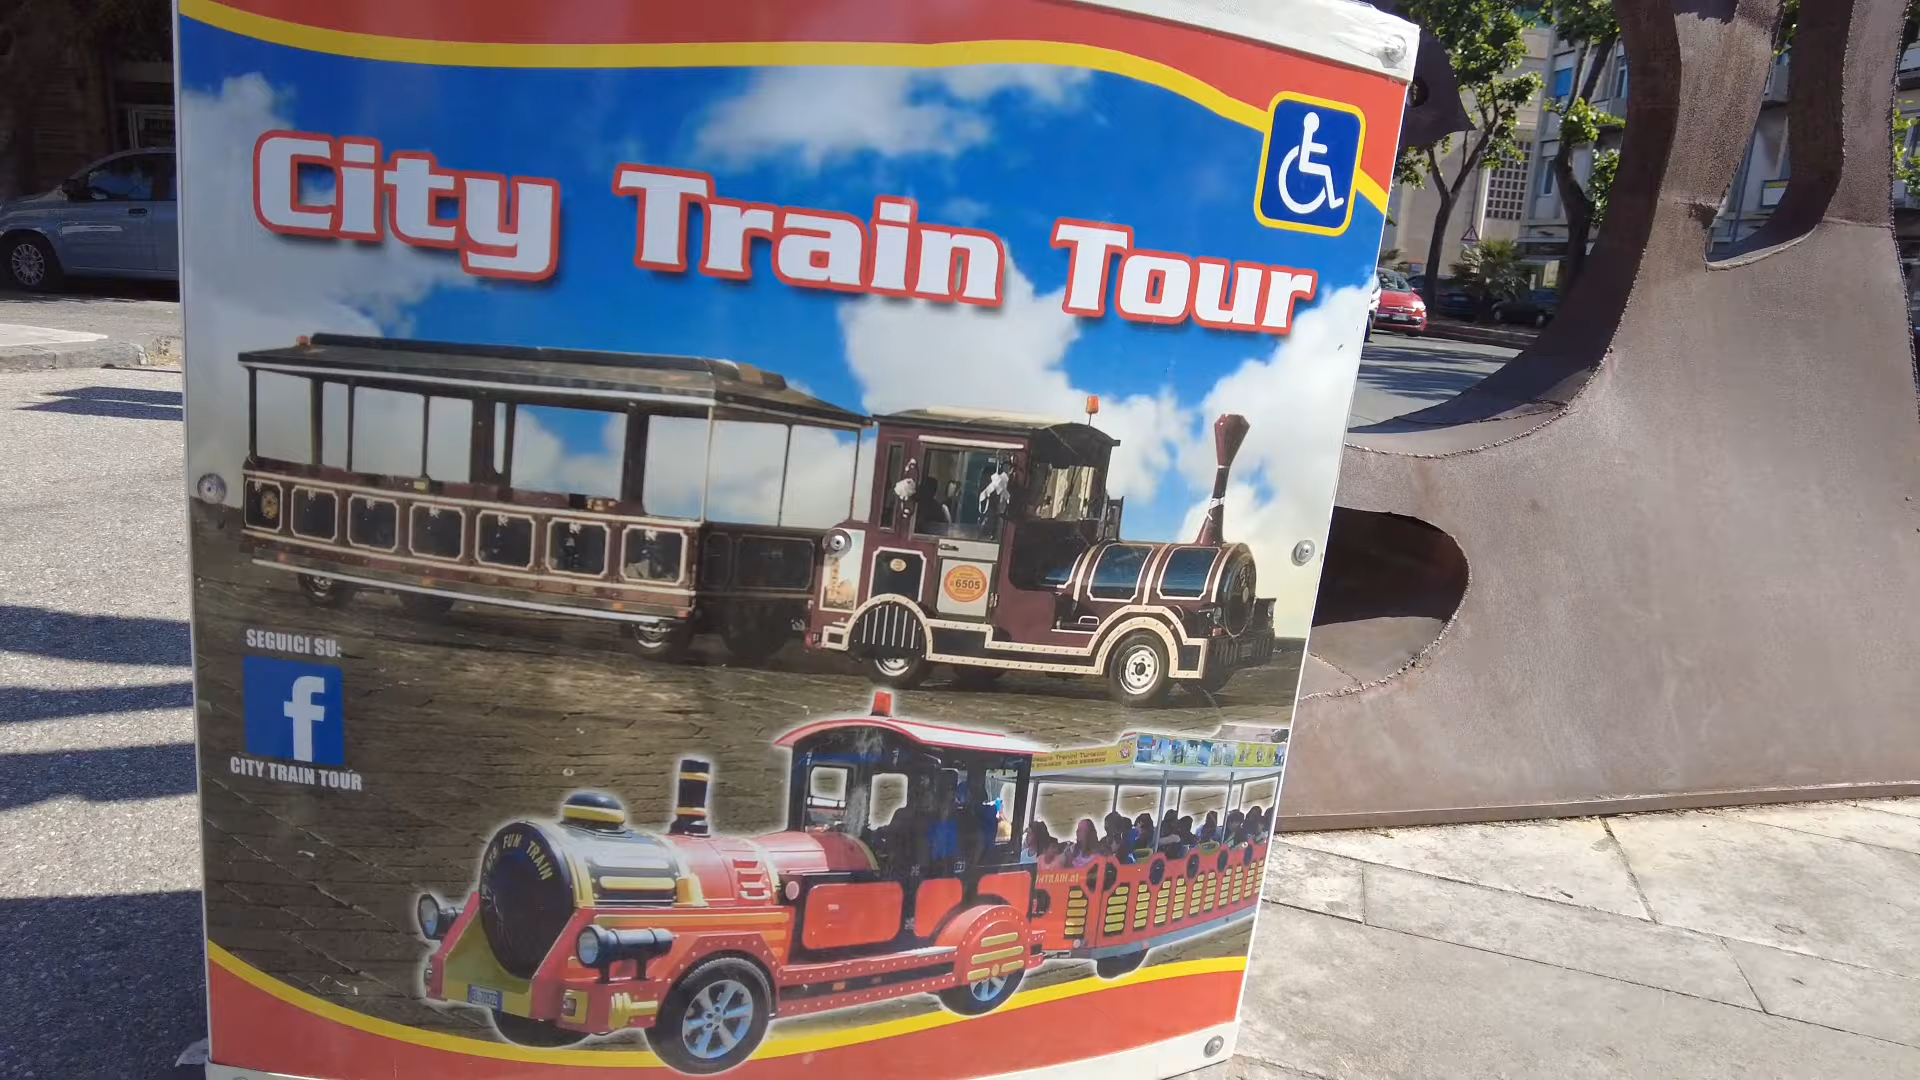 City Train Tour
6505
SEGUICI SU:
f
CITY TRAIN TOUR
FUN TRAIN